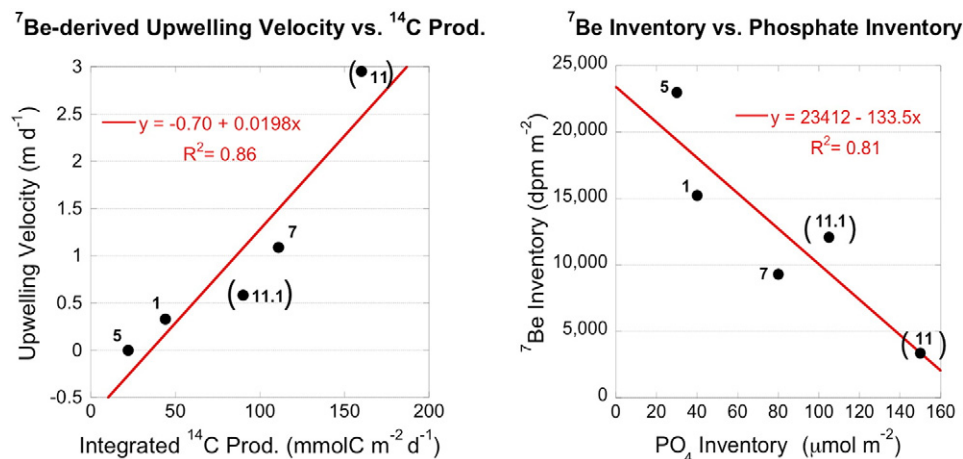 ⁷Be-derived Upwelling Velocity vs. ¹⁴C Prod.
3
2.5
2
1.5
1
0.5
0
-0.5
Upwelling Velocity (m d⁻¹)
y = -0.70 + 0.0198x
R²= 0.86
(11)
7
(11.1)
1
5
0 50 100 150 200
Integrated ¹⁴C Prod. (mmolC m⁻² d⁻¹)
⁷Be Inventory vs. Phosphate Inventory
25,000
20,000
15,000
10,000
5,000
0
⁷Be Inventory (dpm m⁻²)
5
y = 23412 - 133.5x
R²= 0.81
1
(11.1)
7
(11)
0 20 40 60 80 100 120 140 160
PO₄ Inventory (μmol m⁻²)